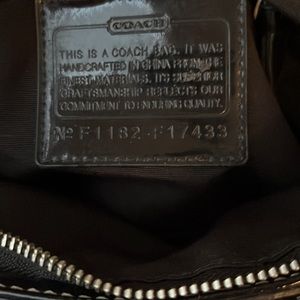 COACH
THIS IS A COACH BAG. IT WAS
HANDCRAFTED IN CHINA FROM THE
FINEST MATERIALS. ITS SUPERIOR
CRAFTSMANSHIP REFLECTS OUR
COMMITMENT TO ENDURING QUALITY.
Nº F1182-F17433